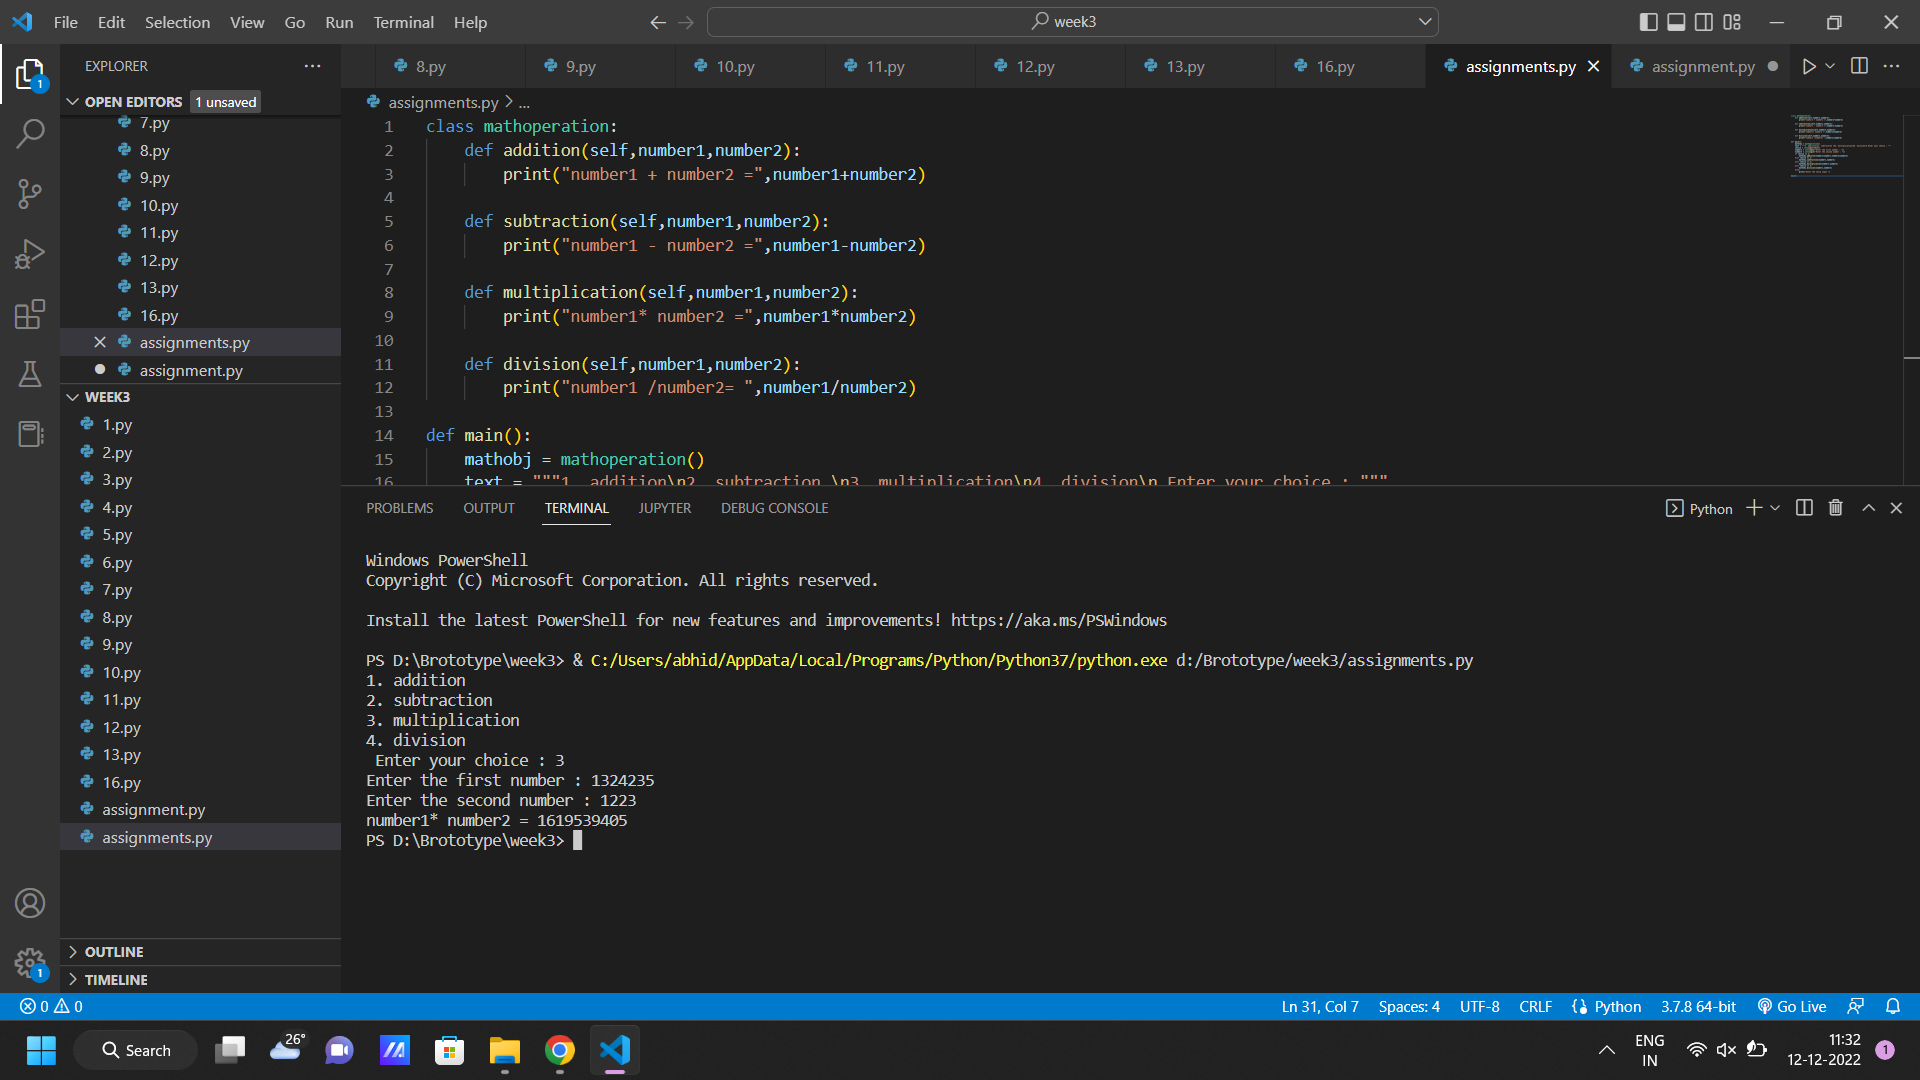 File Edit Selection View Go Run Terminal Help
week3
EXPLORER
8.py 9.py 10.py 11.py 12.py 13.py 16.py assignments.py assignment.py
1
OPEN EDITORS 1 unsaved
7.py
8.py
9.py
10.py
11.py
12.py
13.py
16.py
assignments.py
assignment.py
WEEK3
1.py
2.py
3.py
4.py
5.py
6.py
7.py
8.py
9.py
10.py
11.py
12.py
13.py
16.py
assignment.py
assignments.py
OUTLINE
TIMELINE
1
assignments.py > ...
1 class mathoperation:
2 def addition(self,number1,number2):
3 print("number1 + number2 =",number1+number2)
4
5 def subtraction(self,number1,number2):
6 print("number1 - number2 =",number1-number2)
7
8 def multiplication(self,number1,number2):
9 print("number1* number2 =",number1*number2)
10
11 def division(self,number1,number2):
12 print("number1 /number2= ",number1/number2)
13
14 def main():
15 mathobj = mathoperation()
16 text = """1. addition\n2. subtraction \n3. multiplication\n4. division\n Enter your choice : """
PROBLEMS OUTPUT TERMINAL JUPYTER DEBUG CONSOLE
Python
Windows PowerShell
Copyright (C) Microsoft Corporation. All rights reserved.
Install the latest PowerShell for new features and improvements! https://aka.ms/PSWindows
PS D:\Brototype\week3> & C:/Users/abhid/AppData/Local/Programs/Python/Python37/python.exe d:/Brototype/week3/assignments.py
1. addition
2. subtraction
3. multiplication
4. division
Enter your choice : 3
Enter the first number : 1324235
Enter the second number : 1223
number1* number2 = 1619539405
PS D:\Brototype\week3>
0 0
Ln 31, Col 7 Spaces: 4 UTF-8 CRLF Python 3.7.8 64-bit Go Live
Search
26°
ENG
IN
11:32
12-12-2022
1